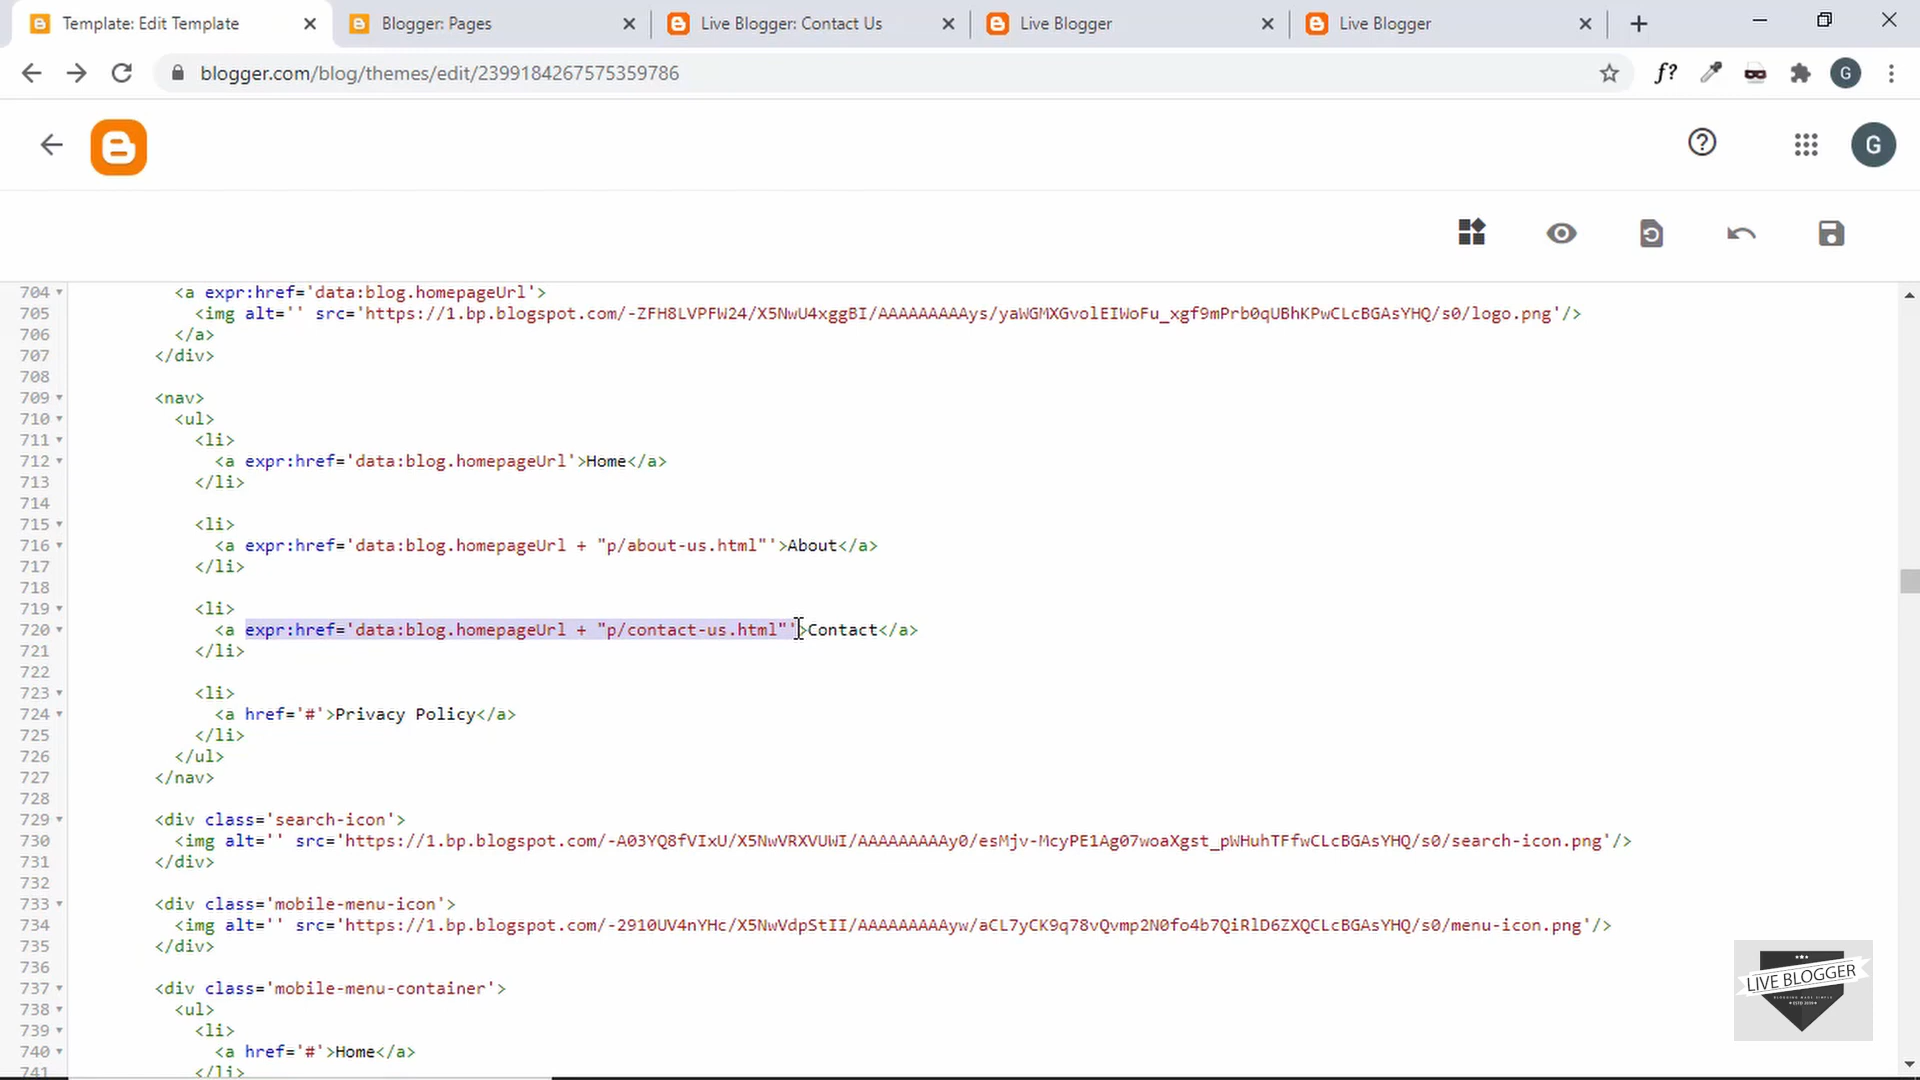 Template: Edit Template
Blogger: Pages
Live Blogger: Contact Us
Live Blogger
Live Blogger
blogger.com/blog/themes/edit/2399184267575359786
f?
G
G
704 <a expr:href='data:blog.homepageUrl'>
705 <img alt='' src='https://1.bp.blogspot.com/-ZFH8LVPFW24/X5NwU4xggBI/AAAAAAAAAys/yaWGMXGvolEIWoFu_xgf9mPrb0qUBhKPwCLcBGAsYHQ/s0/logo.png'/>
706 </a>
707 </div>
708
709 <nav>
710 <ul>
711 <li>
712 <a expr:href='data:blog.homepageUrl'>Home</a>
713 </li>
714
715 <li>
716 <a expr:href='data:blog.homepageUrl + "p/about-us.html"'>About</a>
717 </li>
718
719 <li>
720 <a expr:href='data:blog.homepageUrl + "p/contact-us.html"'>Contact</a>
721 </li>
722
723 <li>
724 <a href='#'>Privacy Policy</a>
725 </li>
726 </ul>
727 </nav>
728
729 <div class='search-icon'>
730 <img alt='' src='https://1.bp.blogspot.com/-A03YQ8fVIxU/X5NwVRXVUWI/AAAAAAAAAy0/esMjv-McyPE1Ag07woaXgst_pWHuhTFfwCLcBGAsYHQ/s0/search-icon.png'/>
731 </div>
732
733 <div class='mobile-menu-icon'>
734 <img alt='' src='https://1.bp.blogspot.com/-2910UV4nYHc/X5NwVdpStII/AAAAAAAAAyw/aCL7yCK9q78vQvmp2N0fo4b7QiRlD6ZXQCLcBGAsYHQ/s0/menu-icon.png'/>
735 </div>
736
737 <div class='mobile-menu-container'>
738 <ul>
739 <li>
740 <a href='#'>Home</a>
741 </li>
LIVE BLOGGER